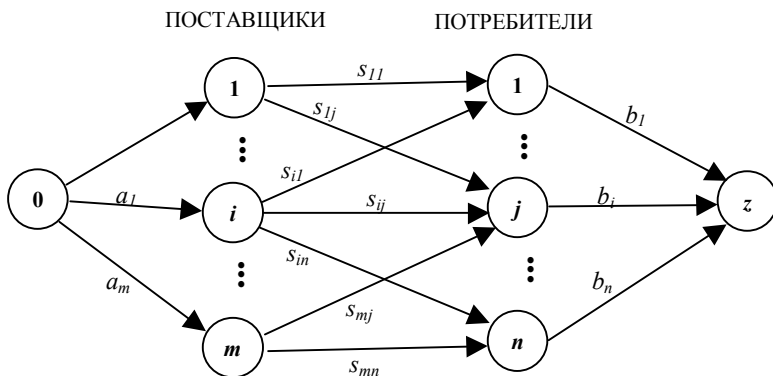 ПОСТАВЩИКИ ПОТРЕБИТЕЛИ
1 s11 1
s1j b1
si1
0 a1 i sij j bi z
sin
am smj bn
m smn n